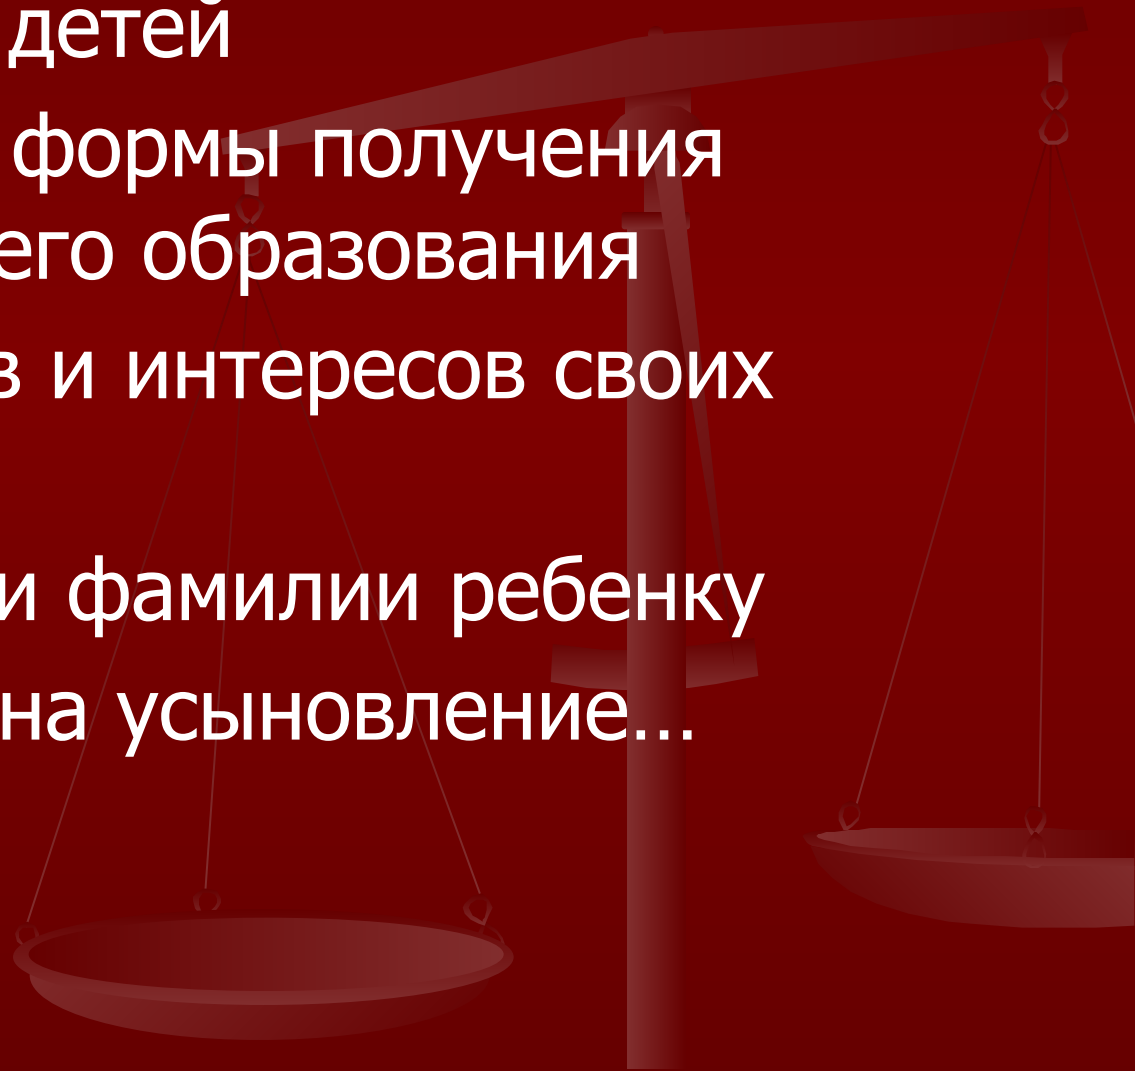 детей
формы получения
его образования
в и интересов своих
и фамилии ребенку
на усыновление…